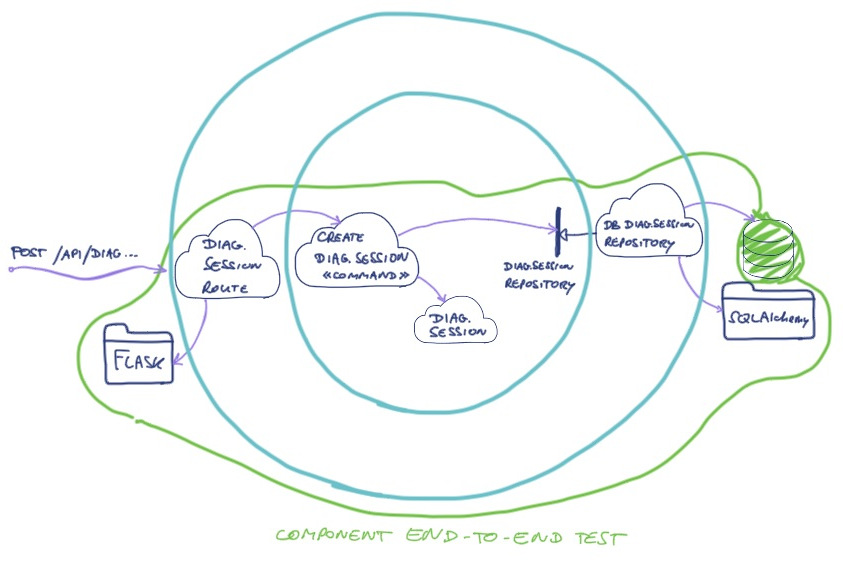 POST /API/DIAG...
DIAG.
SESSION
ROUTE
FLASK
CREATE
DIAG.SESSION
«COMMAND»
DIAG.
SESSION
DIAG.SESSION
REPOSITORY
DB DIAG.SESSION
REPOSITORY
SQLAlchemy
COMPONENT END-TO-END TEST